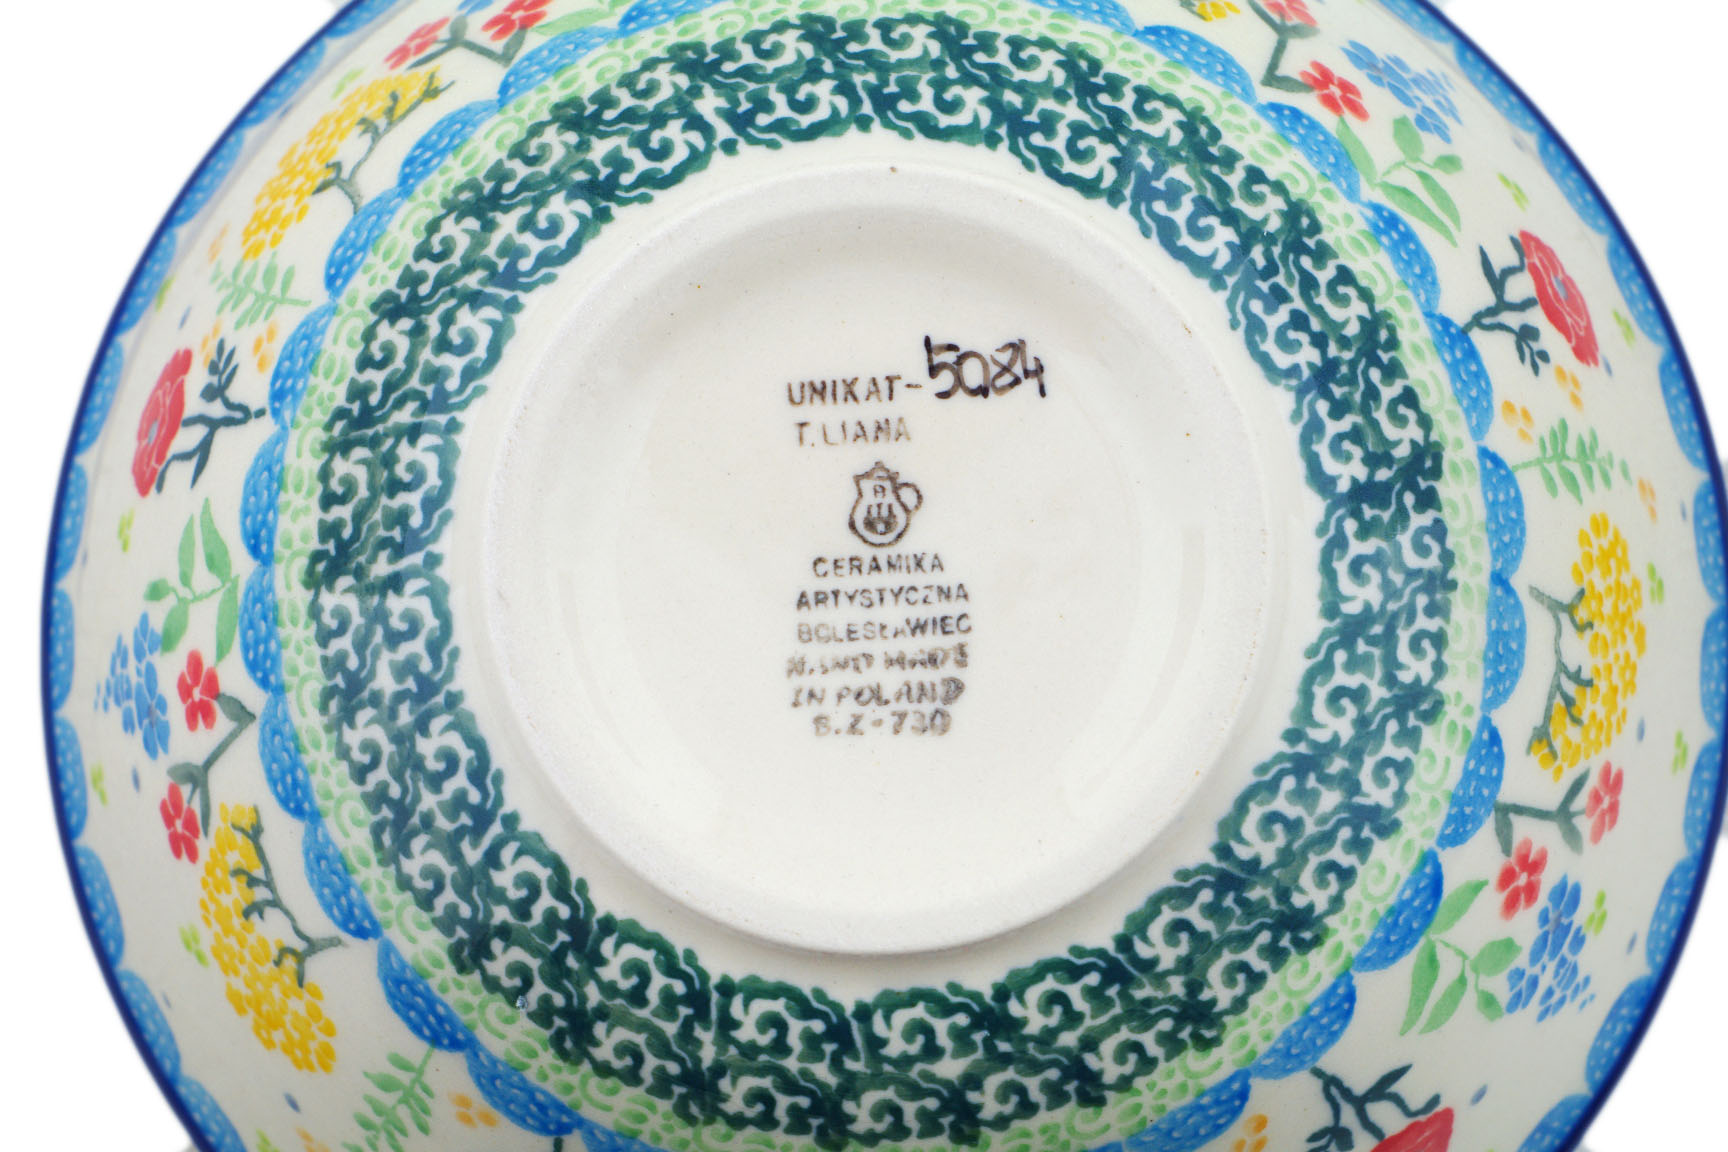 UNIKAT-5084
T. LIANA
A
CERAMIKA
ARTYSTYCZNA
BOLESŁAWIEC
HAND MADE
IN POLAND
B.Z-730